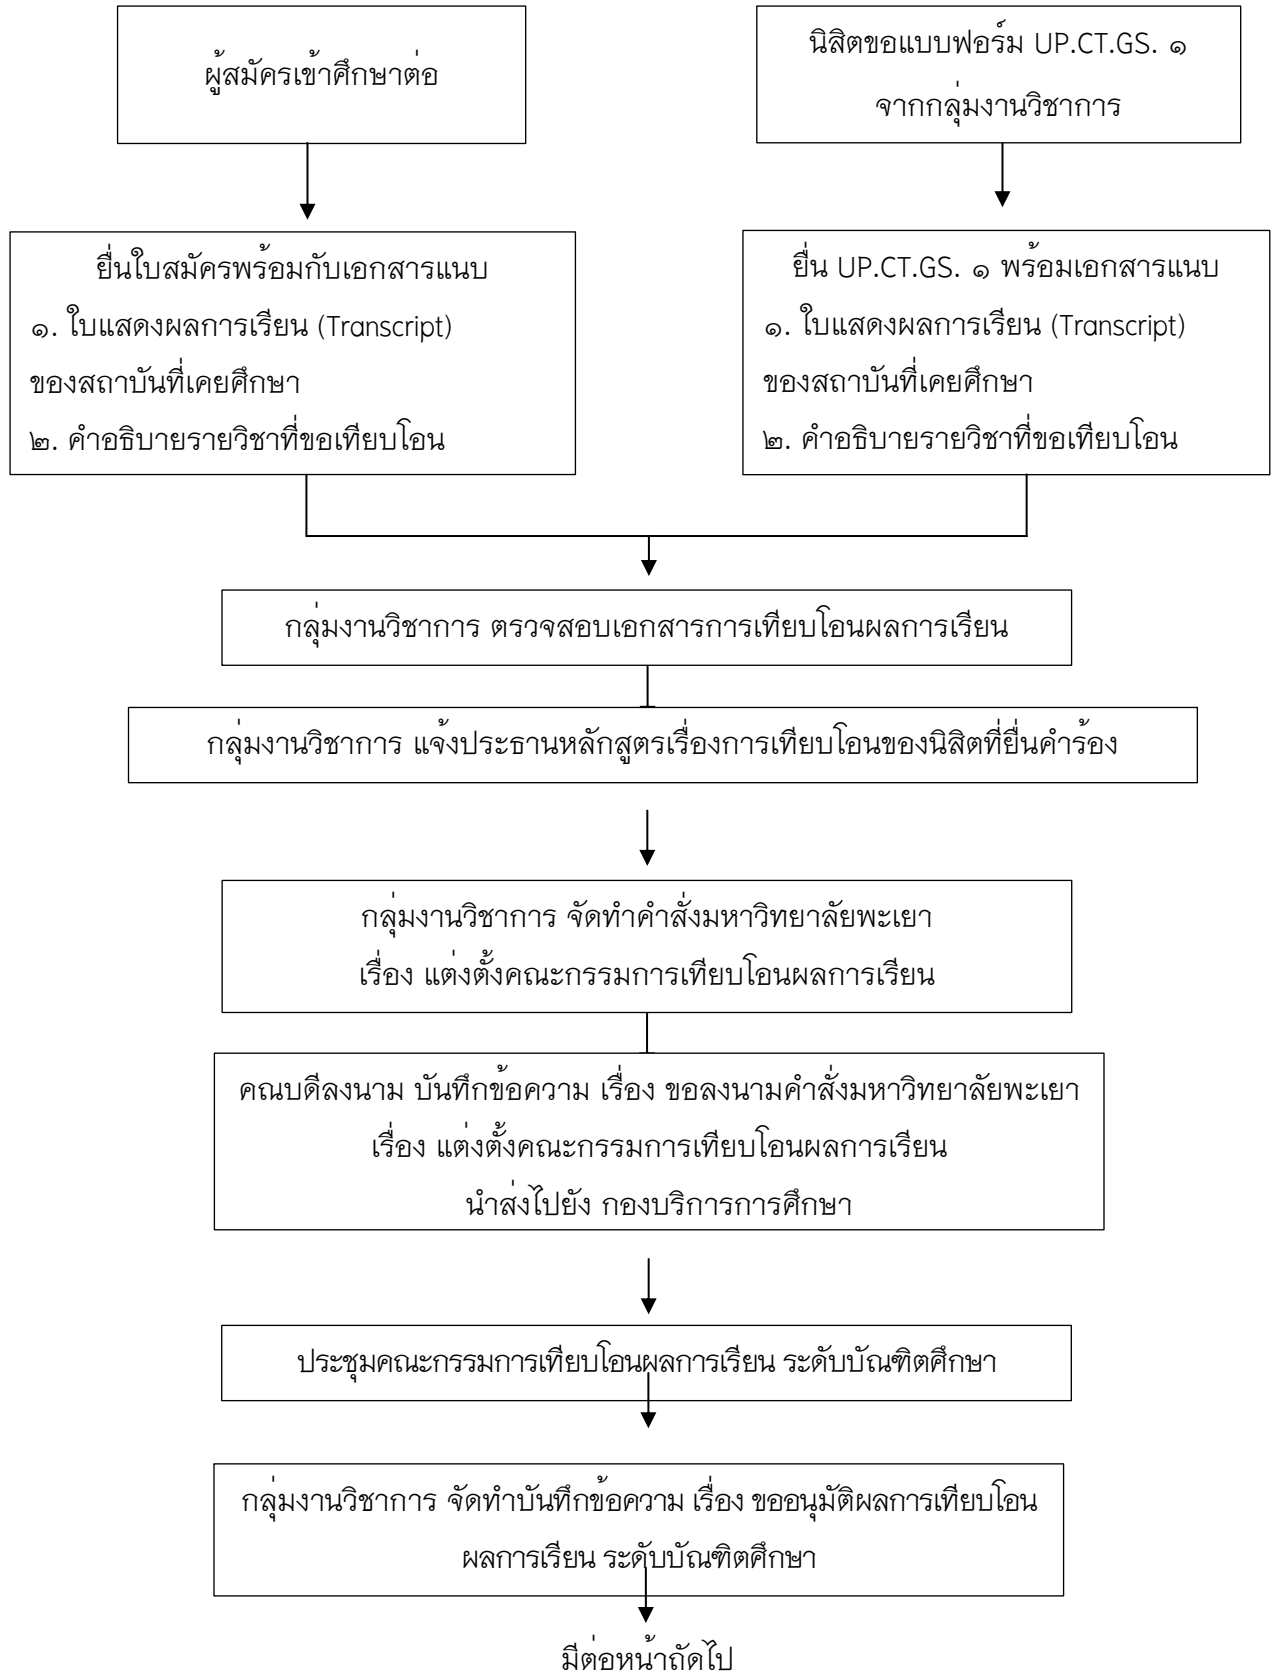 ผู้สมัครเข้าศึกษาต่อ
นิสิตขอแบบฟอร์ม UP.CT.GS. ๑
จากกลุ่มงานวิชาการ
ยื่นใบสมัครพร้อมกับเอกสารแนบ
๑. ใบแสดงผลการเรียน (Transcript)
ของสถาบันที่เคยศึกษา
๒. คำอธิบายรายวิชาที่ขอเทียบโอน
ยื่น UP.CT.GS. ๑ พร้อมเอกสารแนบ
๑. ใบแสดงผลการเรียน (Transcript)
ของสถาบันที่เคยศึกษา
๒. คำอธิบายรายวิชาที่ขอเทียบโอน
กลุ่มงานวิชาการ ตรวจสอบเอกสารการเทียบโอนผลการเรียน
กลุ่มงานวิชาการ แจ้งประธานหลักสูตรเรื่องการเทียบโอนของนิสิตที่ยื่นคำร้อง
กลุ่มงานวิชาการ จัดทำคำสั่งมหาวิทยาลัยพะเยา
เรื่อง แต่งตั้งคณะกรรมการเทียบโอนผลการเรียน
คณบดีลงนาม บันทึกข้อความ เรื่อง ขอลงนามคำสั่งมหาวิทยาลัยพะเยา
เรื่อง แต่งตั้งคณะกรรมการเทียบโอนผลการเรียน
นำส่งไปยัง กองบริการการศึกษา
ประชุมคณะกรรมการเทียบโอนผลการเรียน ระดับบัณฑิตศึกษา
กลุ่มงานวิชาการ จัดทำบันทึกข้อความ เรื่อง ขออนุมัติผลการเทียบโอน
ผลการเรียน ระดับบัณฑิตศึกษา
มีต่อหน้าถัดไป